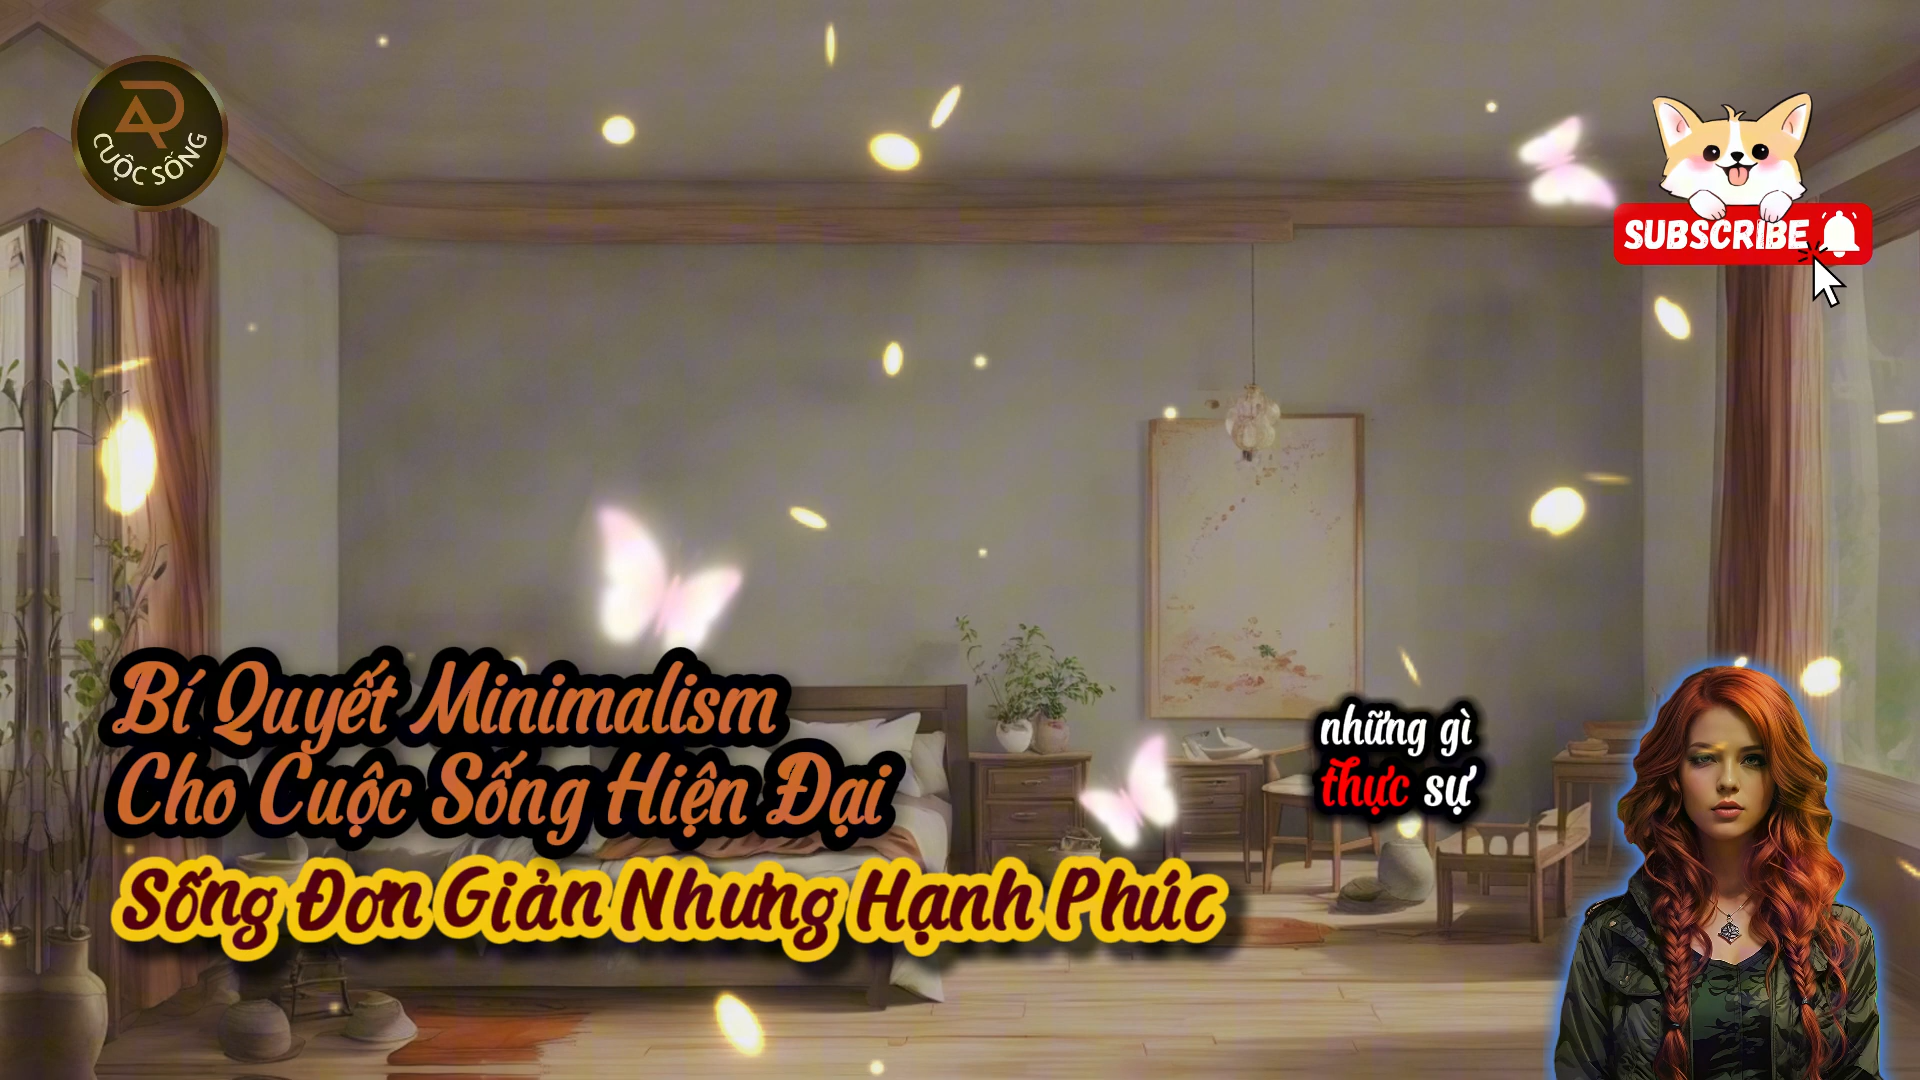 AR
CUỘC SỐNG
SUBSCRIBE
Bí Quyết Minimalism
Cho Cuộc Sống Hiện Đại
Sống Đơn Giản Nhưng Hạnh Phúc
những gì
thực sự